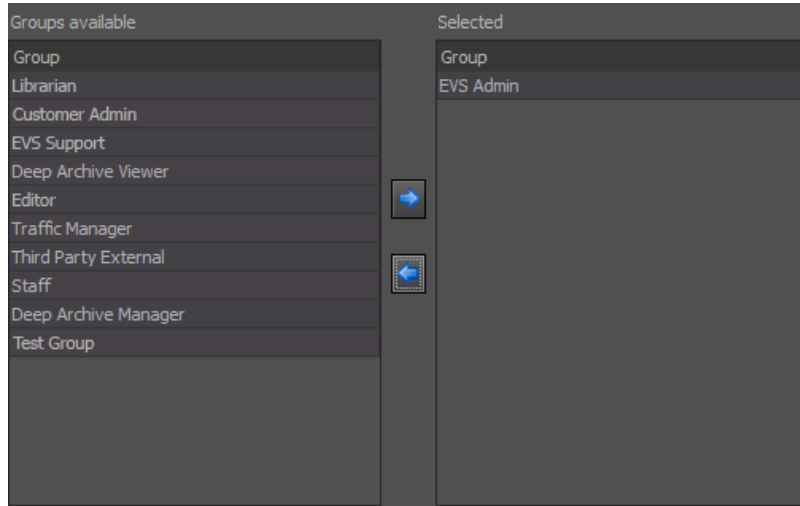 Groups available
Group
Librarian
Customer Admin
EVS Support
Deep Archive Viewer
Editor
Traffic Manager
Third Party External
Staff
Deep Archive Manager
Test Group
Selected
Group
EVS Admin